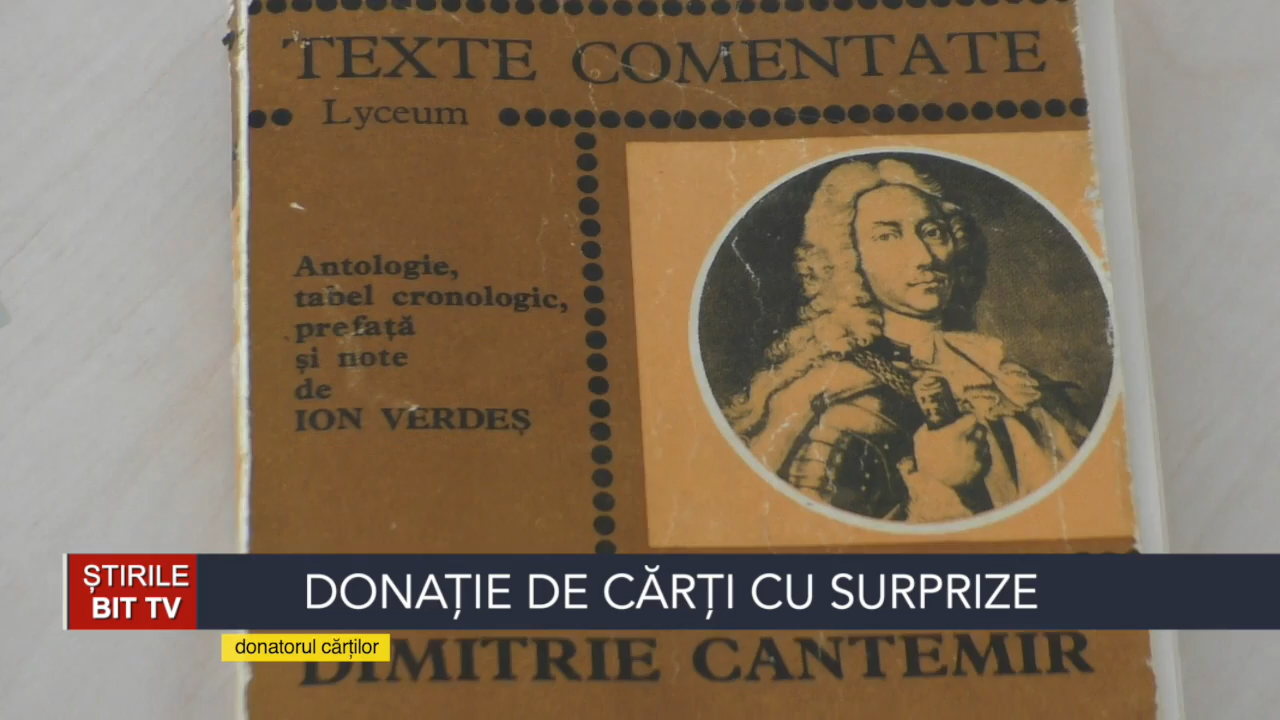 TEXTE COMENTATE
Lyceum
Antologie,
tabel cronologic,
prefață
și note
de
ION VERDEȘ
ȘTIRILE
BIT TV
DONAȚIE DE CĂRȚI CU SURPRIZE
donatorul cărților
DIMITRIE CANTEMIR